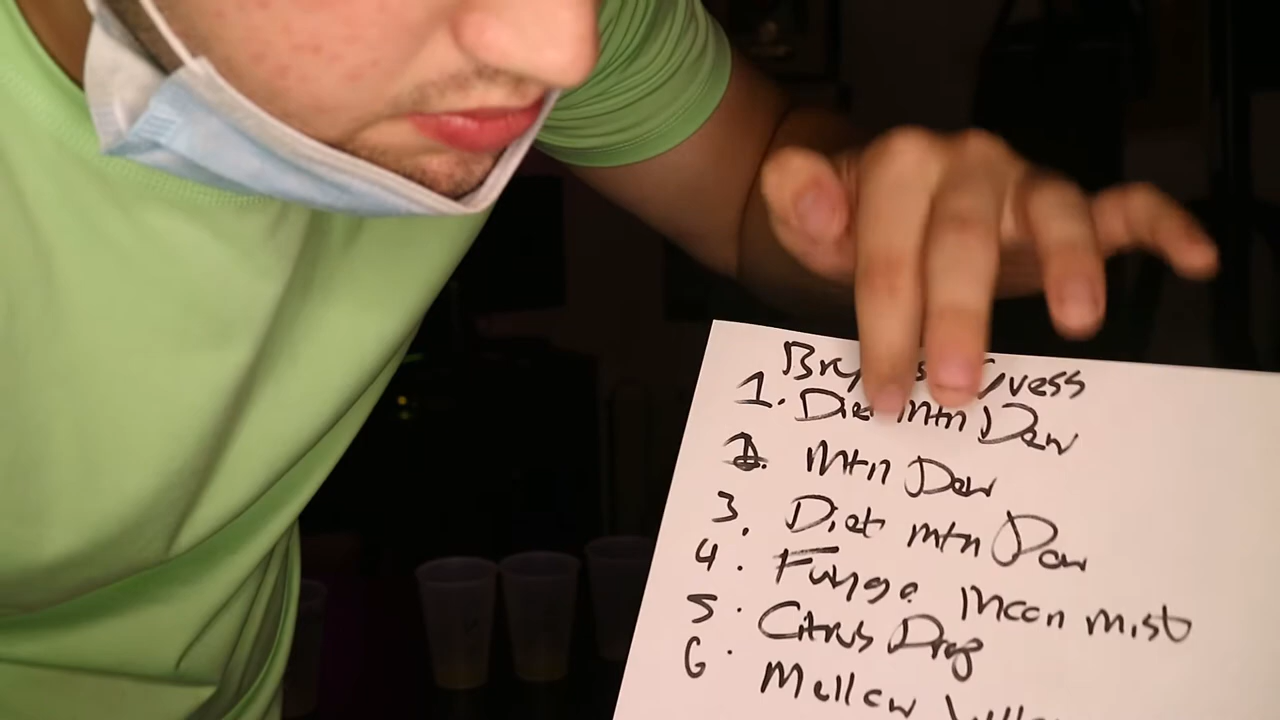 Guess
1. Diet mtn Dew
2. Mtn Dew
3. Diet mtn Dew
4. Faygo Moon mist
5. Citrus Drop
6. Mellow